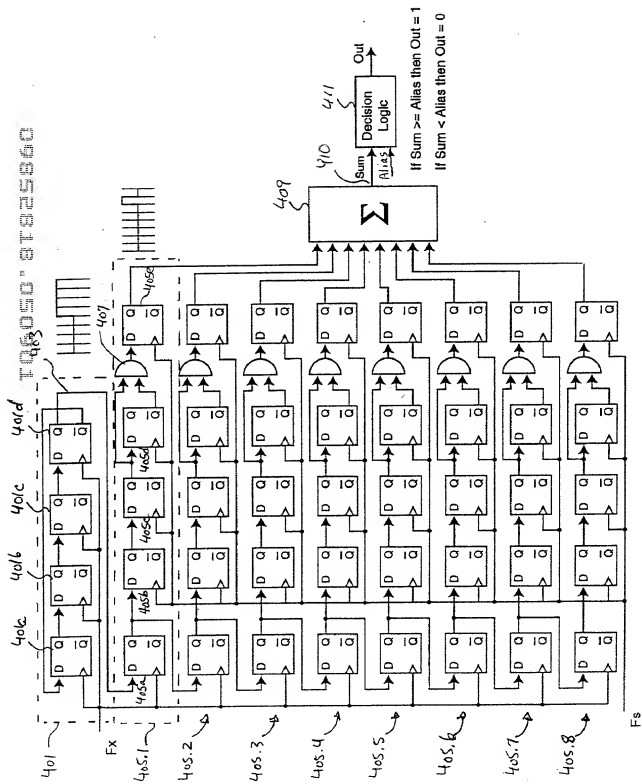 09825818.050901
401
401a
401b
401c
401d
403
D Q D Q D Q D Q
Q Q Q Q
Fx
405.1
405a
405b
405c
405d
407
405e
D Q D Q D Q D Q D Q
Q Q Q Q Q
405.2
D Q D Q D Q D Q D Q
Q Q Q Q Q
405.3
D Q D Q D Q D Q D Q
Q Q Q Q Q
405.4
D Q D Q D Q D Q D Q
Q Q Q Q Q
405.5
D Q D Q D Q D Q D Q
Q Q Q Q Q
405.6
D Q D Q D Q D Q D Q
Q Q Q Q Q
405.7
D Q D Q D Q D Q D Q
Q Q Q Q Q
405.8
D Q D Q D Q D Q D Q
Q Q Q Q Q
Fs
409
Σ
410
Sum
Alias
411
Decision
Logic
Out
If Sum >= Alias then Out = 1
If Sum < Alias then Out = 0